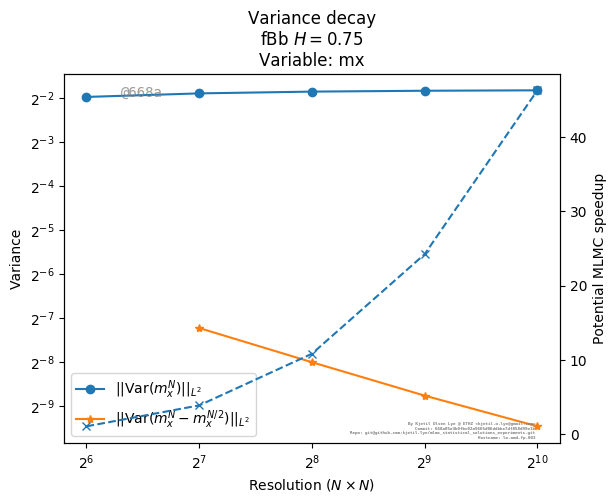 Variance decay
fBb H = 0.75
Variable: mx
@668a
2^-2
2^-3
2^-4
2^-5
2^-6
2^-7
2^-8
2^-9
Variance
40
30
20
10
0
Potential MLMC speedup
||Var(m_x^N)||_{L^2}
||Var(m_x^N − m_x^{N/2})||_{L^2}
2^6
2^7
2^8
2^9
2^10
Resolution (N × N)